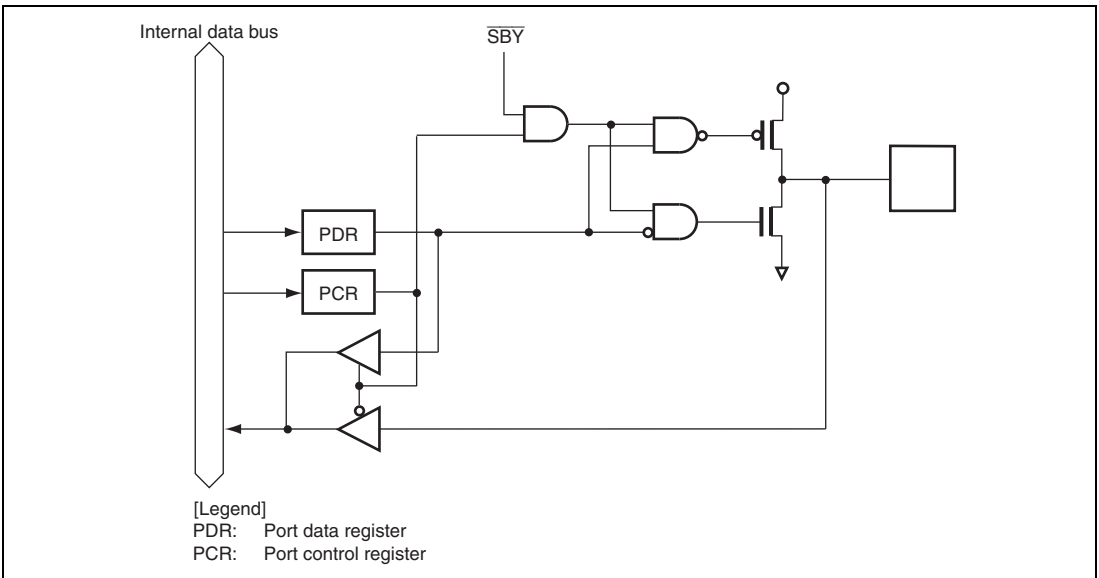 Internal data bus
SBY
PDR
PCR
[Legend]
PDR: Port data register
PCR: Port control register